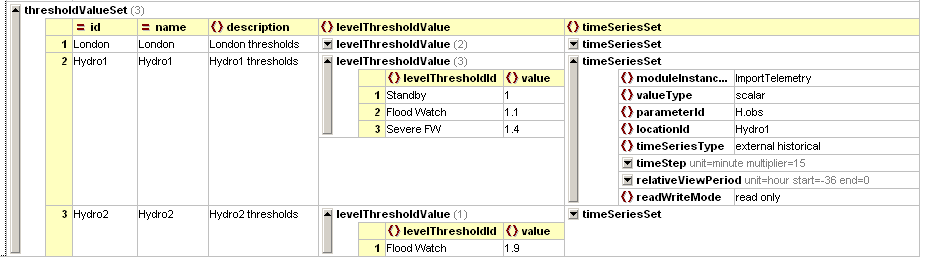 thresholdValueSet (3)
id name description levelThresholdValue timeSeriesSet
1 London London London thresholds levelThresholdValue (2) timeSeriesSet
2 Hydro1 Hydro1 Hydro1 thresholds levelThresholdValue (3) timeSeriesSet
levelThresholdId value moduleInstanc... ImportTelemetry
1 Standby 1 valueType scalar
2 Flood Watch 1.1 parameterId H.obs
3 Severe FW 1.4 locationId Hydro1
timeSeriesType external historical
timeStep unit=minute multiplier=15
relativeViewPeriod unit=hour start=-36 end=0
readWriteMode read only
3 Hydro2 Hydro2 Hydro2 thresholds levelThresholdValue (1) timeSeriesSet
levelThresholdId value
1 Flood Watch 1.9